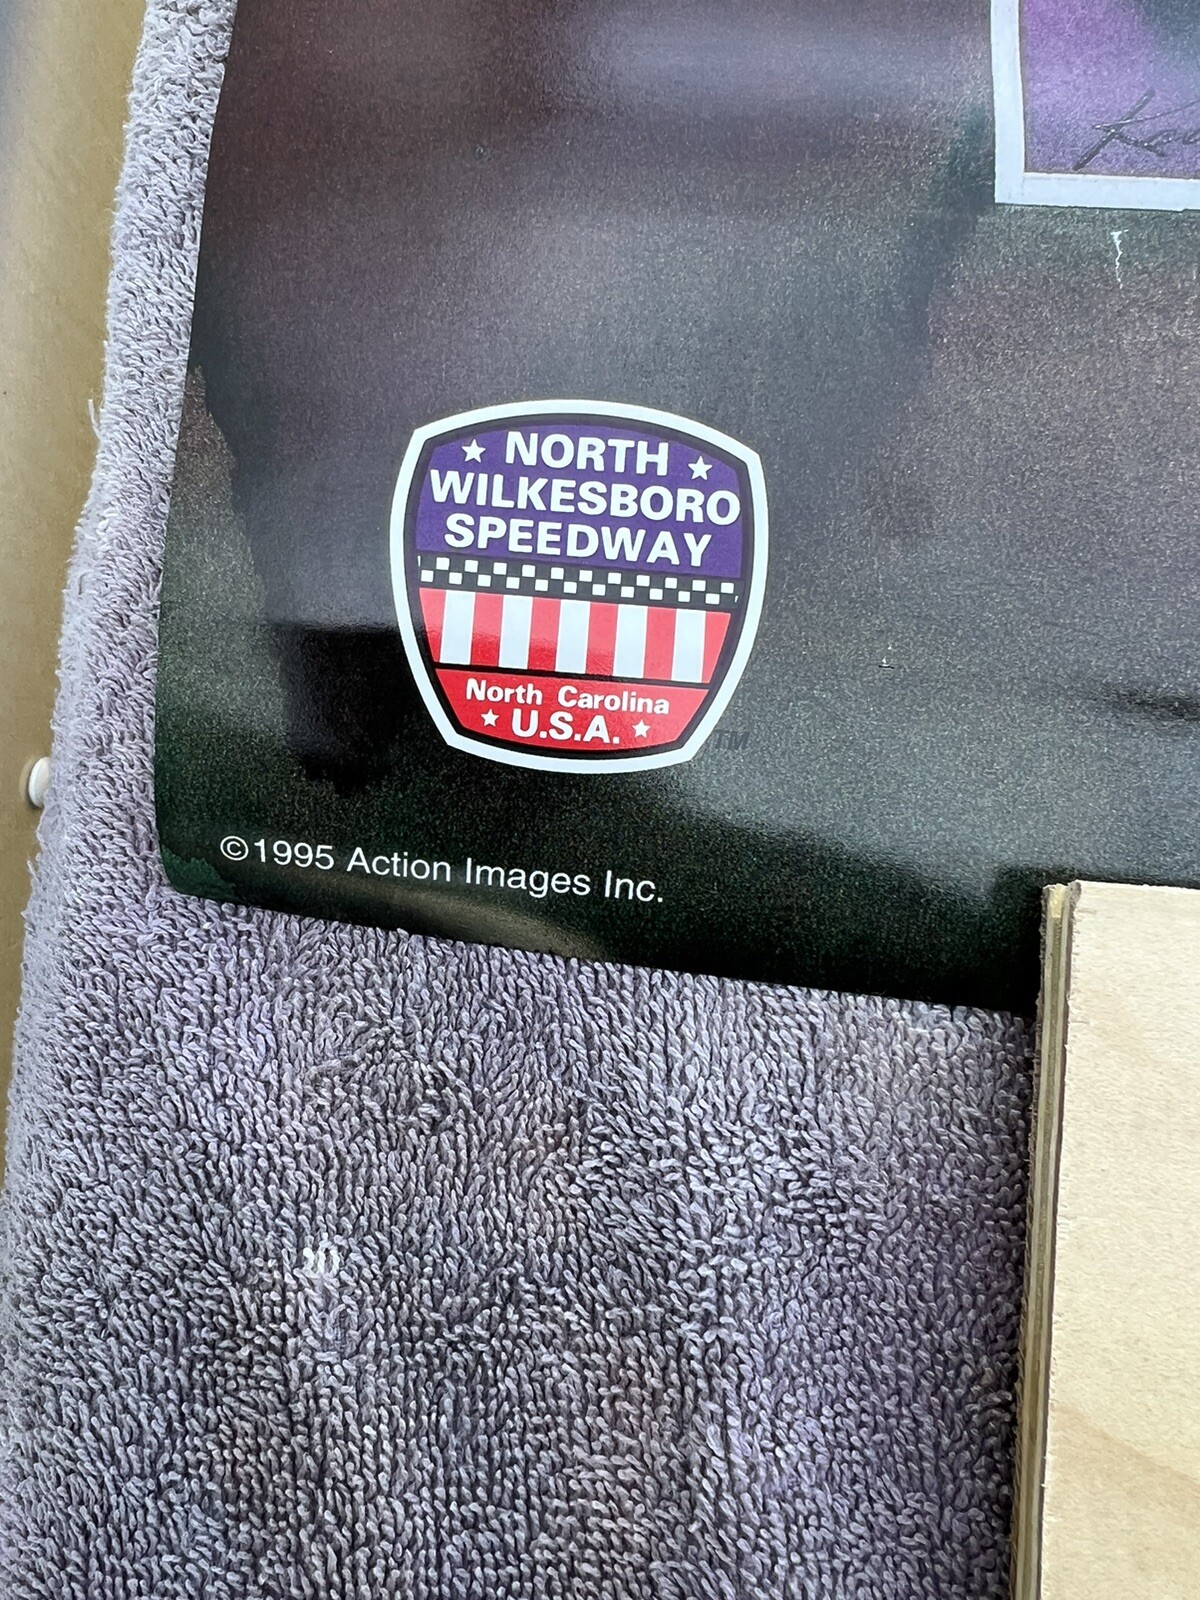 NORTH
WILKESBORO
SPEEDWAY
North Carolina
U.S.A.
TM
©1995 Action Images Inc.